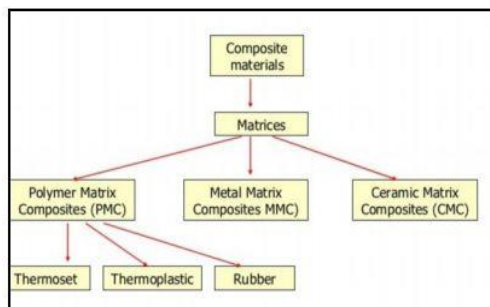 Composite
materials
Matrices
Polymer Matrix
Composites (PMC)
Metal Matrix
Composites MMC)
Ceramic Matrix
Composites (CMC)
Thermoset
Thermoplastic
Rubber